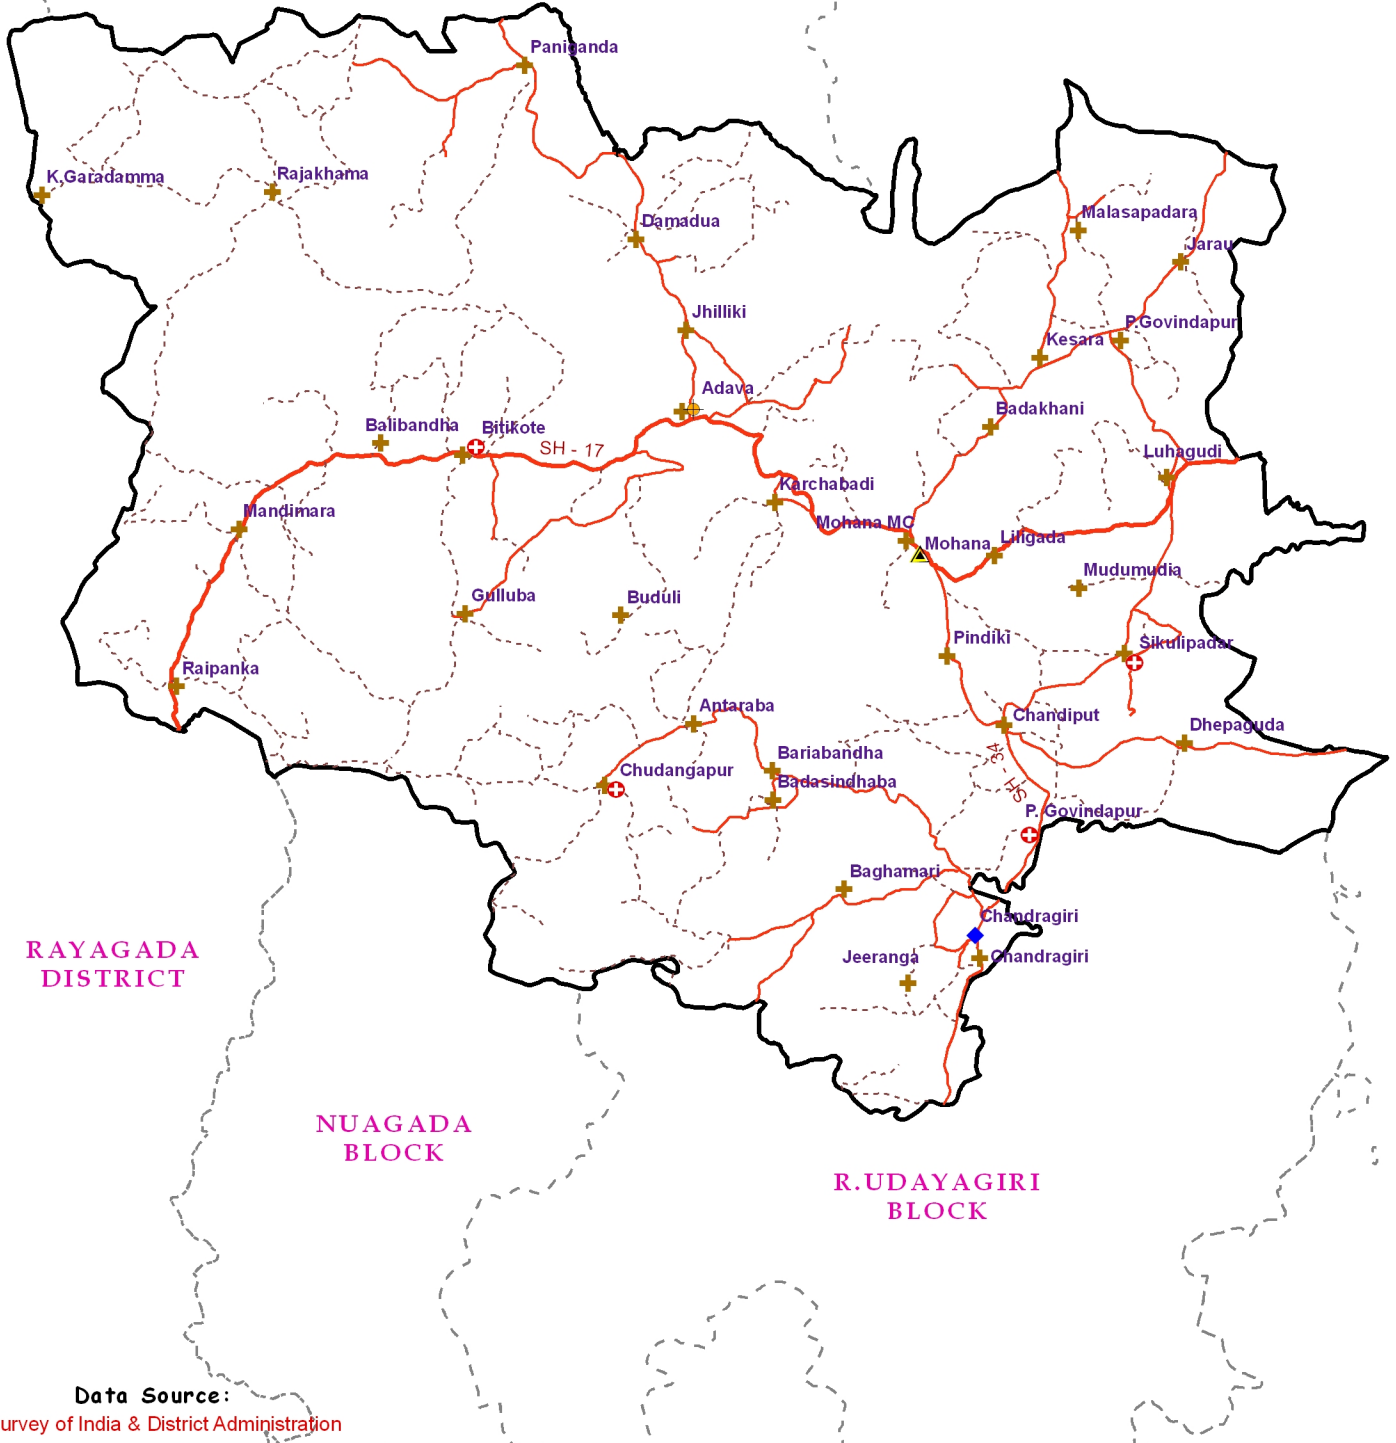 Paniganda
K.Garadamma
Rajakhama
Damadua
Malasapadara
Jarau
Jhilliki
P.Govindapur
Kesara
Adava
Badakhani
Balibandha
Bitikote
SH - 17
Luhagudi
Karchabadi
Mandimara
Mohana MC
Mohana
Liligada
Mudumudia
Gulluba
Buduli
Pindiki
Sikulipadar
Raipanka
Antaraba
Chandiput
Dhepaguda
Bariabandha
SH - 34
Chudangapur
Badasindhaba
P. Govindapur
Baghamari
Chandragiri
Jeeranga
Chandragiri
RAYAGADA
DISTRICT
NUAGADA
BLOCK
R.UDAYAGIRI
BLOCK
Data Source:
urvey of India & District Administration